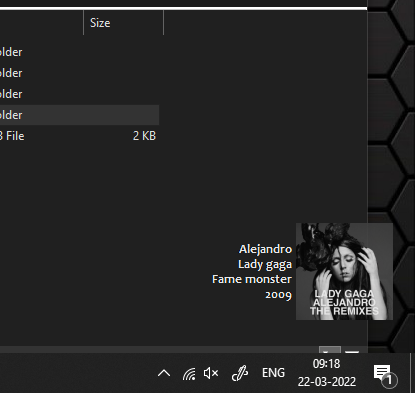 Size
older
older
older
older
3 File 2 KB
Alejandro
Lady gaga
Fame monster
2009
LADY GAGA
ALEJANDRO
THE REMIXES
ENG
09:18
22-03-2022
1